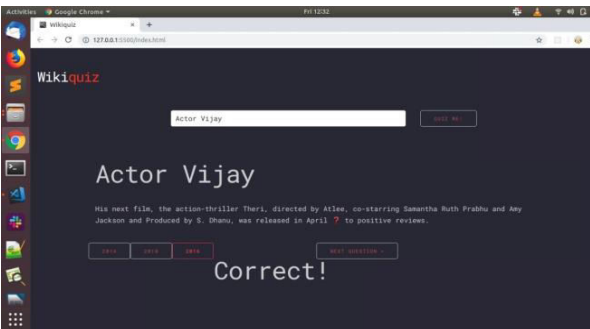 Activities Google Chrome Fri 12:32
Wikiquiz
127.0.0.1:5500/index.html
Wikiquiz
Actor Vijay
QUIZ ME!
Actor Vijay
His next film, the action-thriller Theri, directed by Atlee, co-starring Samantha Ruth Prabhu and Amy
Jackson and Produced by S. Dhanu, was released in April ? to positive reviews.
NEXT QUESTION >
Correct!